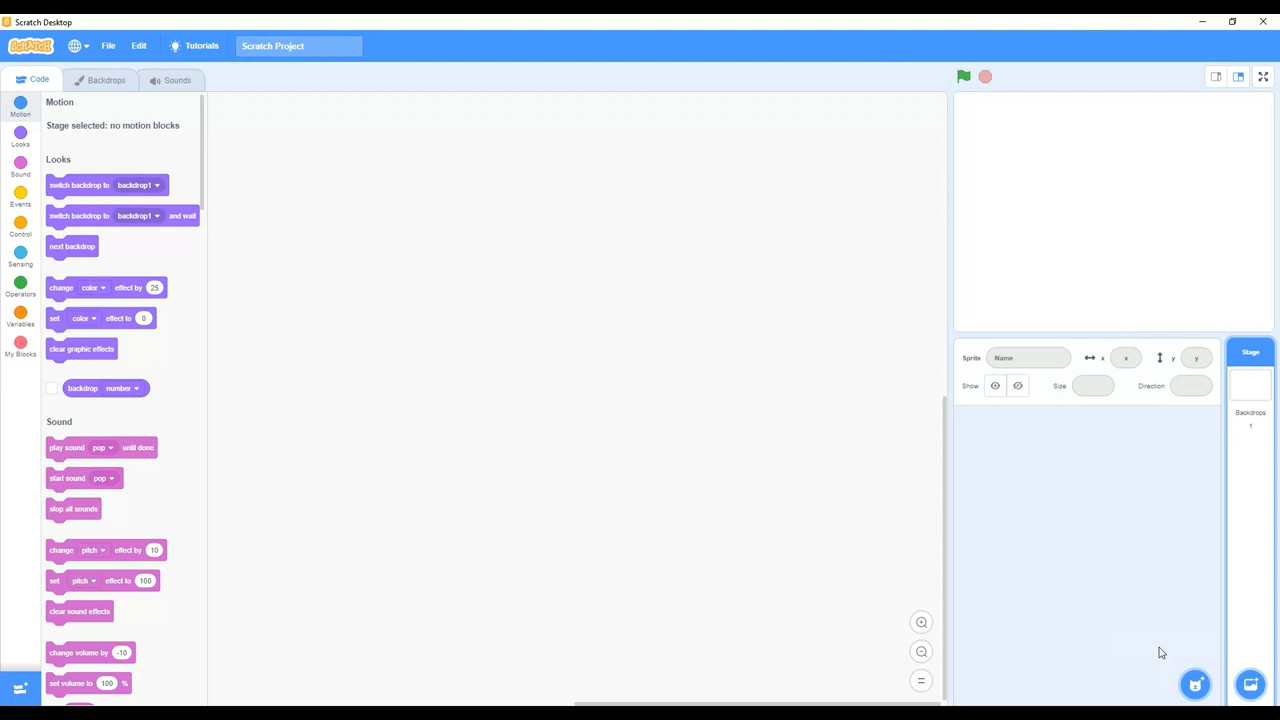 Scratch Desktop
SCRATCH
File
Edit
Tutorials
Scratch Project
Code
Backdrops
Sounds
Motion
Looks
Sound
Events
Control
Sensing
Operators
Variables
My Blocks
Motion
Stage selected: no motion blocks
Looks
switch backdrop to backdrop1
switch backdrop to backdrop1 and wait
next backdrop
change color effect by 25
set color effect to 0
clear graphic effects
backdrop number
Sound
play sound pop until done
start sound pop
stop all sounds
change pitch effect by 10
set pitch effect to 100
clear sound effects
change volume by -10
set volume to 100 %
Sprite Name x x y y
Show Size Direction
Stage
Backdrops
1